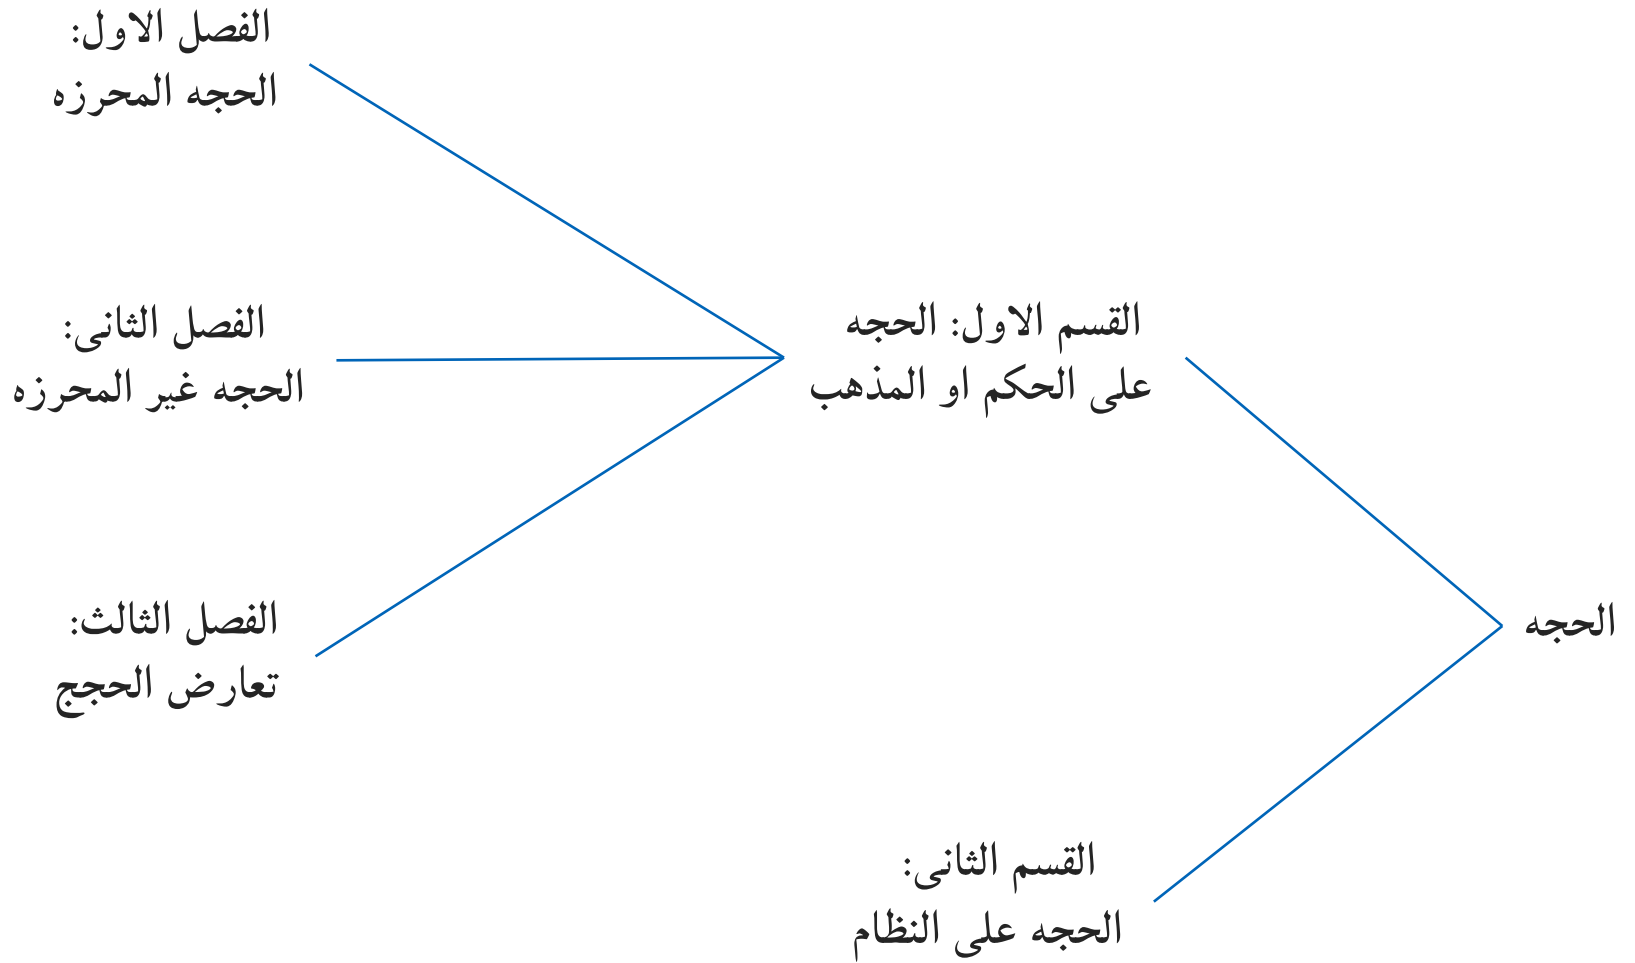 الحجه
القسم الاول: الحجه
على الحكم او المذهب
الفصل الاول:
الحجه المحرزه
الفصل الثانى:
الحجه غير المحرزه
الفصل الثالث:
تعارض الحجج
القسم الثانى:
الحجه على النظام